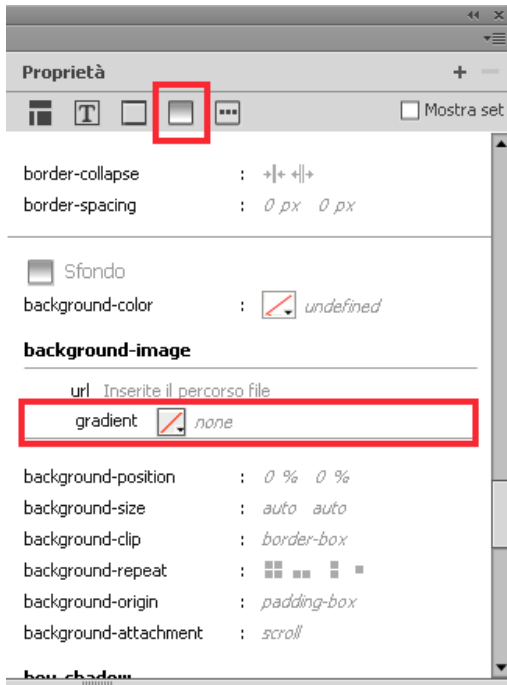 Proprietà
T Mostra set
border-collapse :
border-spacing : 0 px 0 px
Sfondo
background-color : undefined
background-image
url Inserite il percorso file
gradient none
background-position : 0 % 0 %
background-size : auto auto
background-clip : border-box
background-repeat :
background-origin : padding-box
background-attachment : scroll
box-shadow